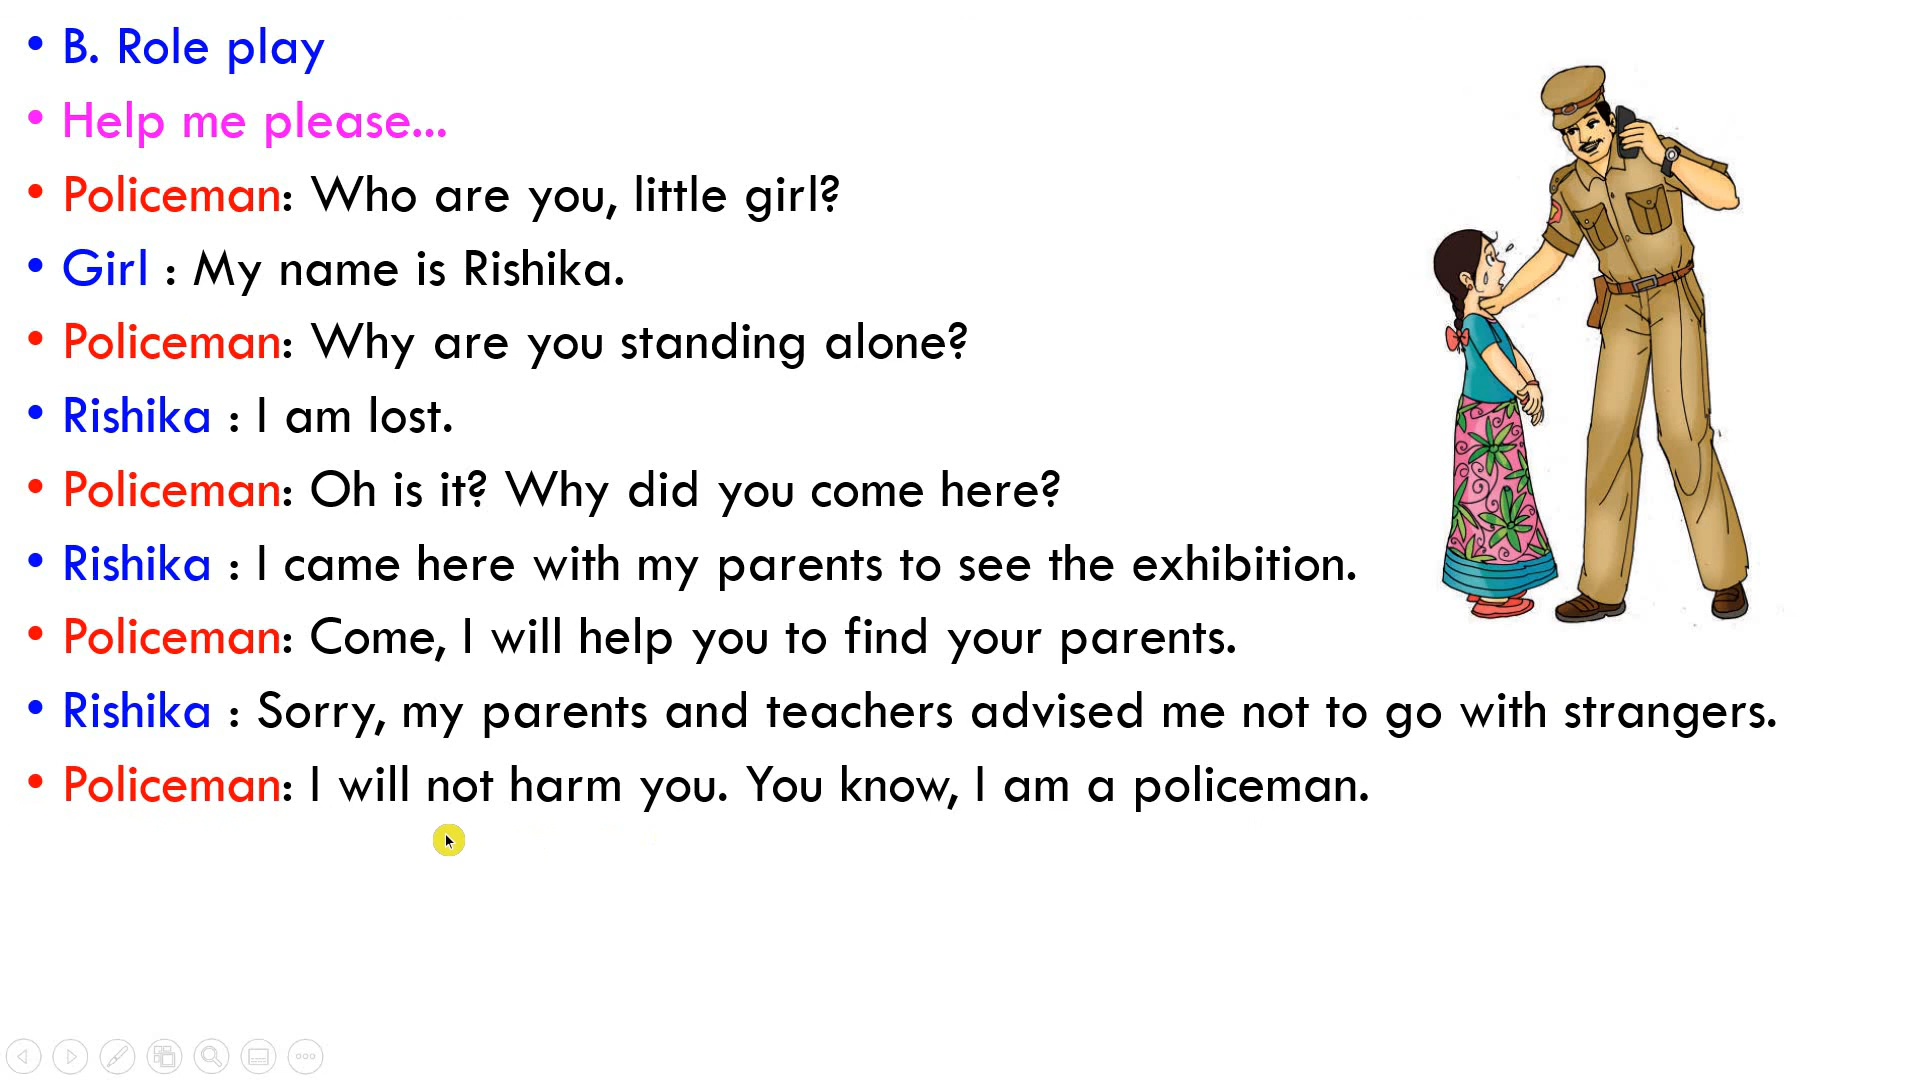 • B. Role play
• Help me please...
• Policeman: Who are you, little girl?
• Girl : My name is Rishika.
• Policeman: Why are you standing alone?
• Rishika : I am lost.
• Policeman: Oh is it? Why did you come here?
• Rishika : I came here with my parents to see the exhibition.
• Policeman: Come, I will help you to find your parents.
• Rishika : Sorry, my parents and teachers advised me not to go with strangers.
• Policeman: I will not harm you. You know, I am a policeman.